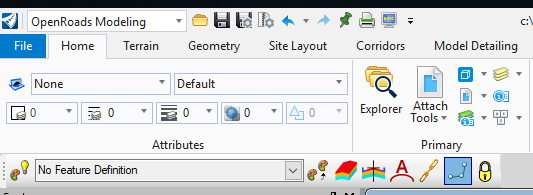 OpenRoads Modeling
c:\
File Home Terrain Geometry Site Layout Corridors Model Detailing
None Default
0 0 0 0 0
Explorer Attach Tools
Attributes Primary
No Feature Definition